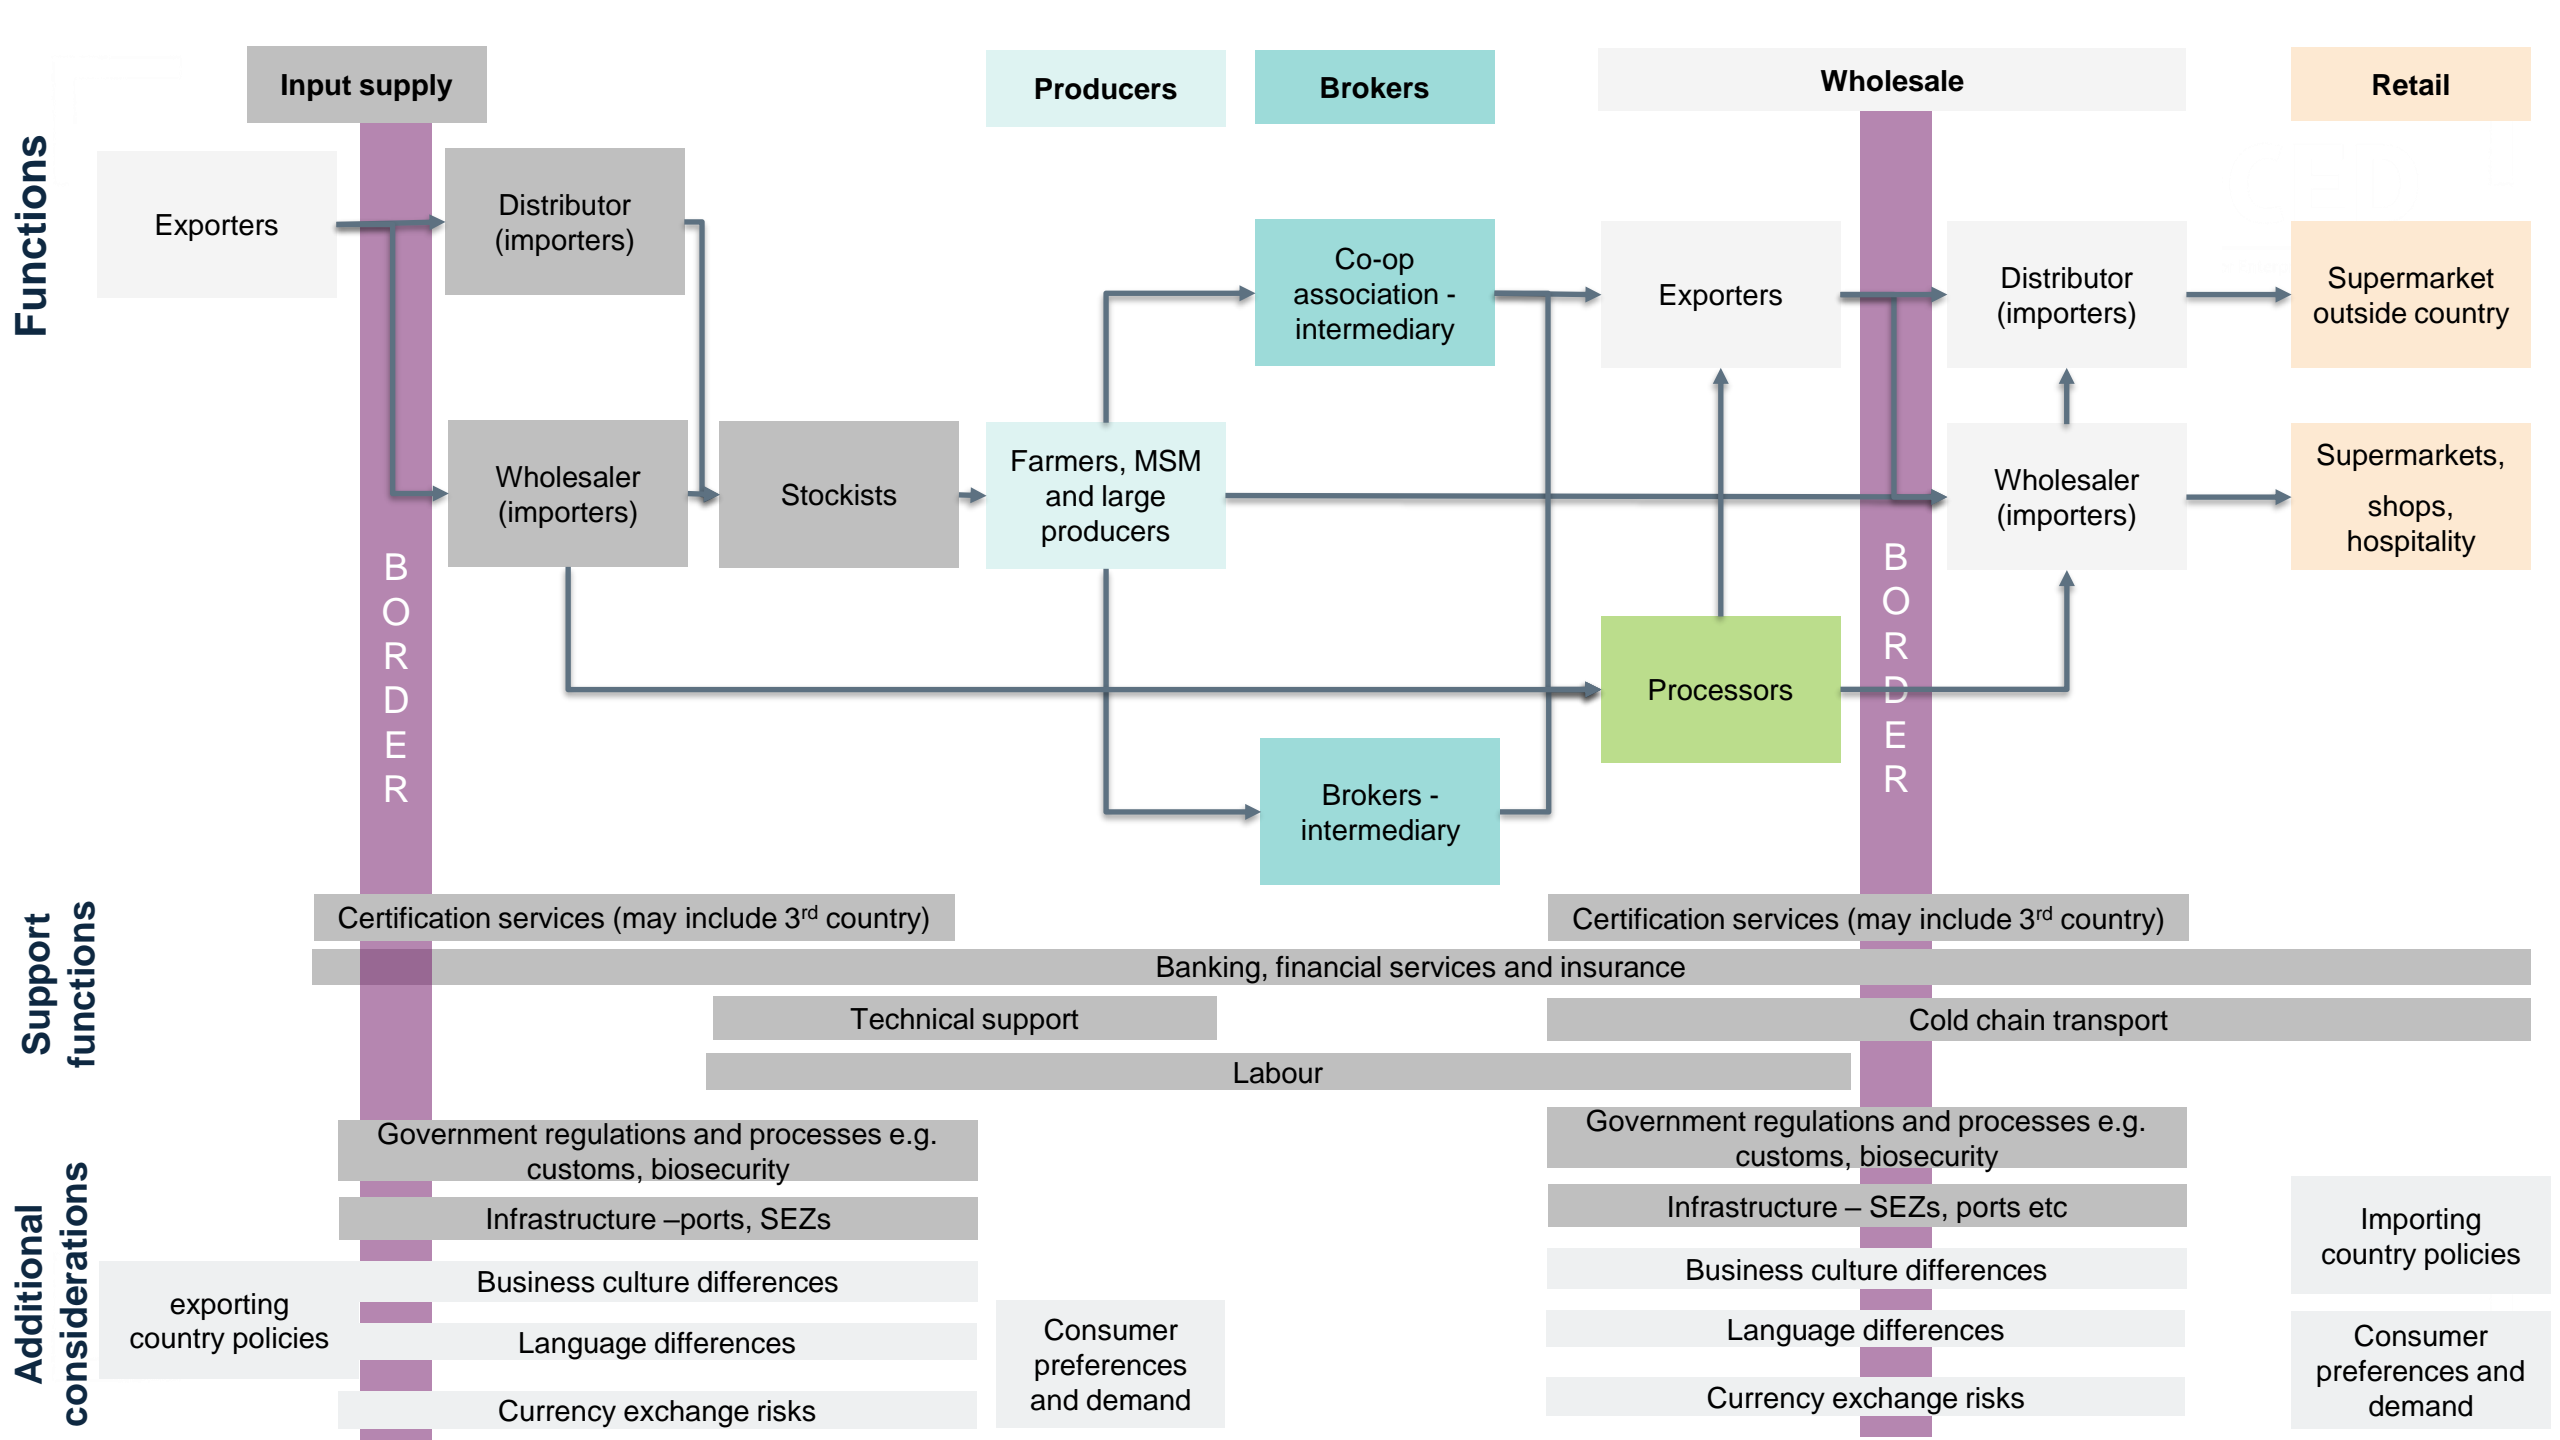 Input supply
Producers
Brokers
Wholesale
Retail
Functions
Exporters
Distributor
(importers)
Wholesaler
(importers)
Stockists
Farmers, MSM
and large
producers
Co-op
association -
intermediary
Brokers -
intermediary
Exporters
Processors
Distributor
(importers)
Wholesaler
(importers)
Supermarket
outside country
Supermarkets,
shops,
hospitality
BORDER
BORDER
Support
functions
Certification services (may include 3rd country)
Certification services (may include 3rd country)
Banking, financial services and insurance
Technical support
Cold chain transport
Labour
Additional
considerations
Government regulations and processes e.g.
customs, biosecurity
Infrastructure –ports, SEZs
exporting
country policies
Business culture differences
Language differences
Currency exchange risks
Consumer
preferences
and demand
Government regulations and processes e.g.
customs, biosecurity
Infrastructure – SEZs, ports etc
Business culture differences
Language differences
Currency exchange risks
Importing
country policies
Consumer
preferences and
demand